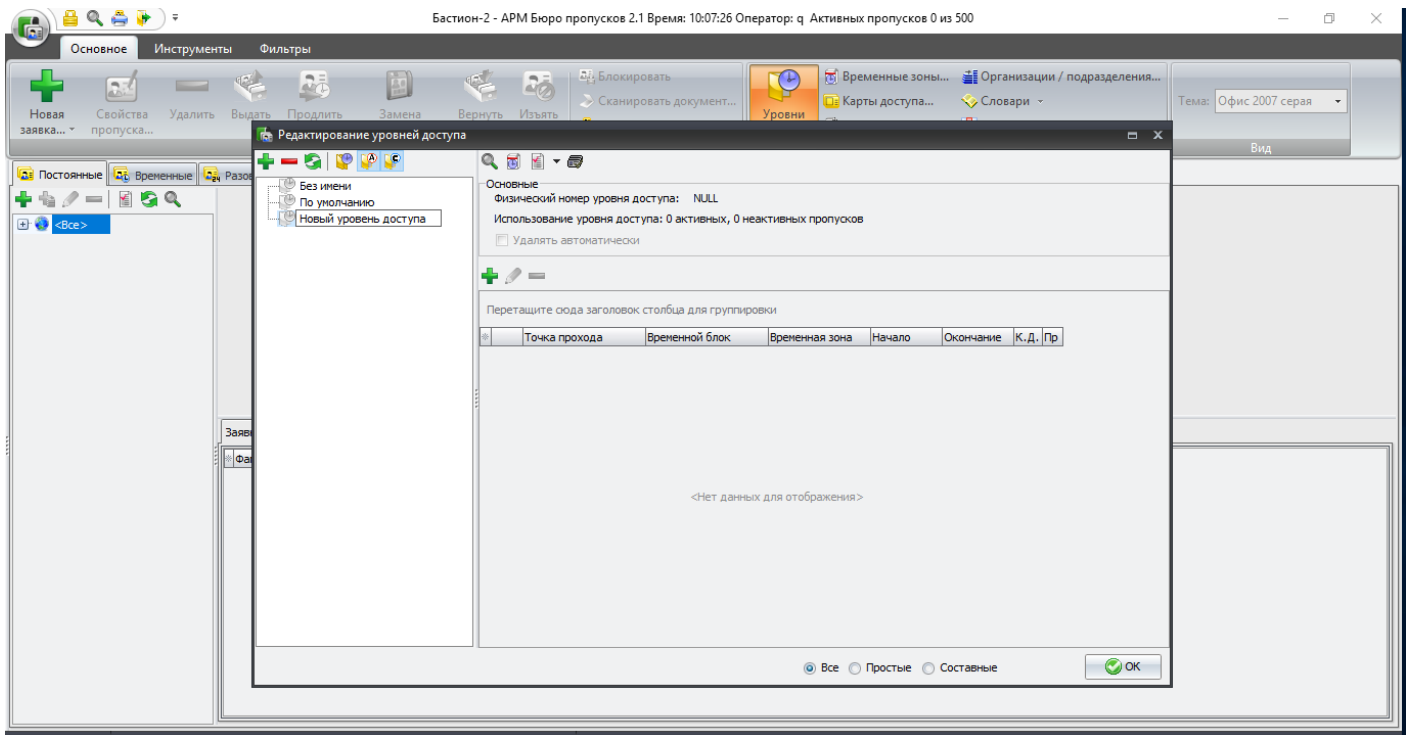 Бастион-2 - АРМ Бюро пропусков 2.1 Время: 10:07:26 Оператор: q Активных пропусков 0 из 500
Основное Инструменты Фильтры
Новая заявка...
Свойства пропуска...
Удалить
Выдать
Продлить
Замена
Вернуть
Изъять
Блокировать
Сканировать документ...
Уровни
Временные зоны...
Карты доступа...
Организации / подразделения...
Словари
Тема: Офис 2007 серая
Вид
Постоянные Временные
<Все>
Редактирование уровней доступа
Без имени
По умолчанию
Новый уровень доступа
Основные
Физический номер уровня доступа: NULL
Использование уровня доступа: 0 активных, 0 неактивных пропусков
Удалять автоматически
Перетащите сюда заголовок столбца для группировки
Точка прохода Временной блок Временная зона Начало Окончание К.Д. Пр
<Нет данных для отображения>
Все Простые Составные
OK